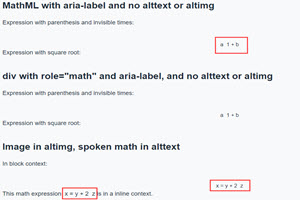 MathML with aria-label and no alttext or altimg
Expression with parenthesis and invisible times:
a 1 + b
Expression with square root:
div with role="math" and aria-label, and no alttext or altimg
Expression with parenthesis and invisible times:
a 1 + b
Expression with square root:
Image in altimg, spoken math in alttext
In block context:
x = y + 2 z
This math expression x = y + 2 z is in a inline context.